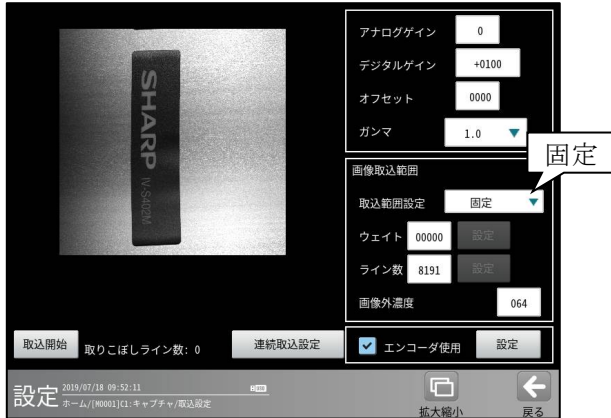 SHARP
IV-S402M
アナログゲイン 0
デジタルゲイン +0100
オフセット 0000
ガンマ 1.0
固定
画像取込範囲
取込範囲設定 固定
ウェイト 00000 設定
ライン数 8191 設定
画像外濃度 064
取込開始 取りこぼしライン数: 0 連続取込設定 エンコーダ使用 設定
設定 2019/07/18 09:52:11
ホーム/[M0001]C1:キャプチャ/取込設定
拡大縮小 戻る